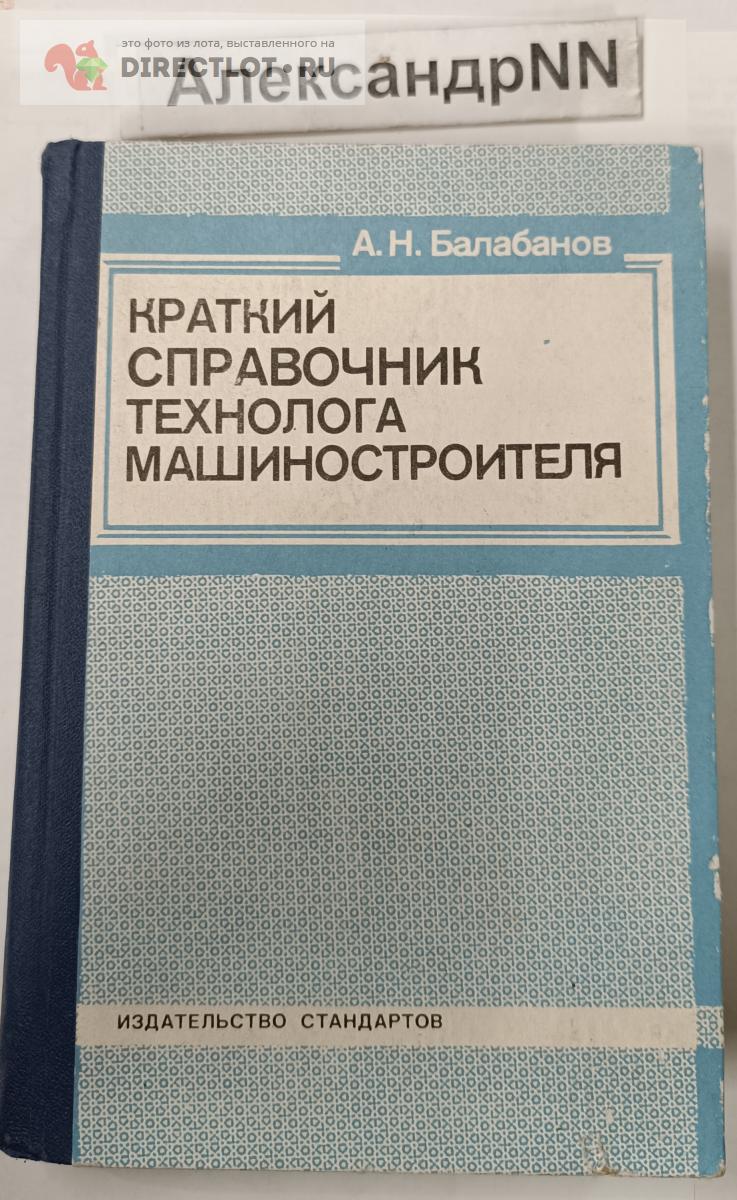 это фото из лота, выставленного на
DIRECTLOT.RU
АлександрNN
А. Н. Балабанов
КРАТКИЙ
СПРАВОЧНИК
ТЕХНОЛОГА
МАШИНОСТРОИТЕЛЯ
ИЗДАТЕЛЬСТВО СТАНДАРТОВ